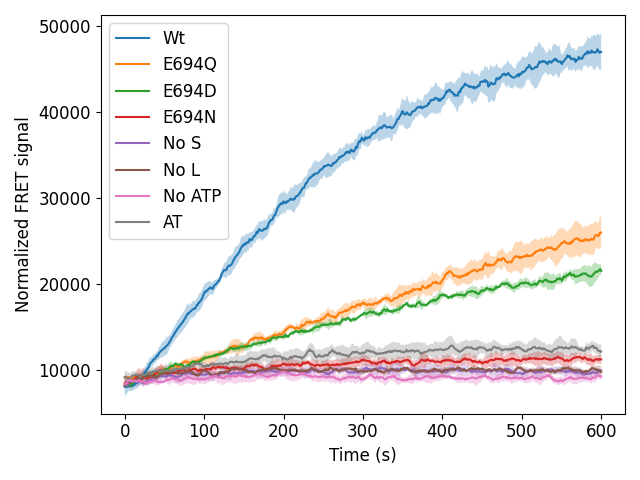 50000
40000
30000
20000
10000
Normalized FRET signal
Wt
E694Q
E694D
E694N
No S
No L
No ATP
AT
0 100 200 300 400 500 600
Time (s)